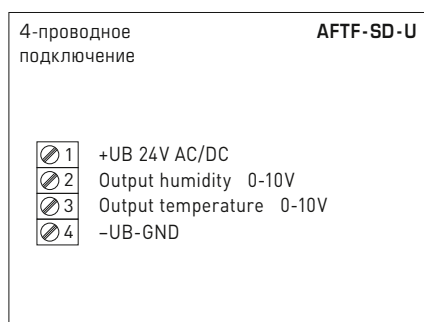 4-проводное AFTF-SD-U
подключение
1 +UB 24V AC/DC
2 Output humidity 0-10V
3 Output temperature 0-10V
4 –UB-GND